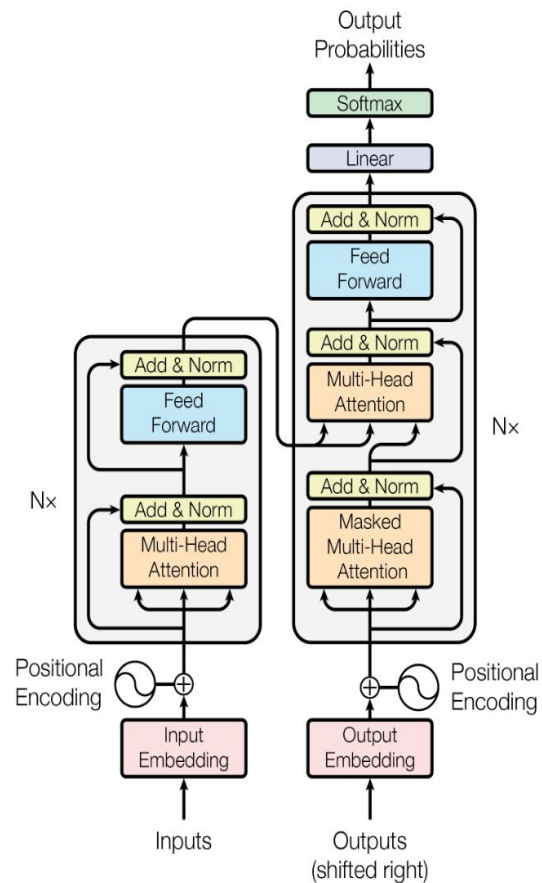 Output
Probabilities
Softmax
Linear
Add & Norm
Feed
Forward
Add & Norm
Multi-Head
Attention
Add & Norm
Masked
Multi-Head
Attention
N×
Add & Norm
Feed
Forward
Add & Norm
Multi-Head
Attention
N×
Positional
Encoding
Positional
Encoding
Input
Embedding
Output
Embedding
Inputs
Outputs
(shifted right)